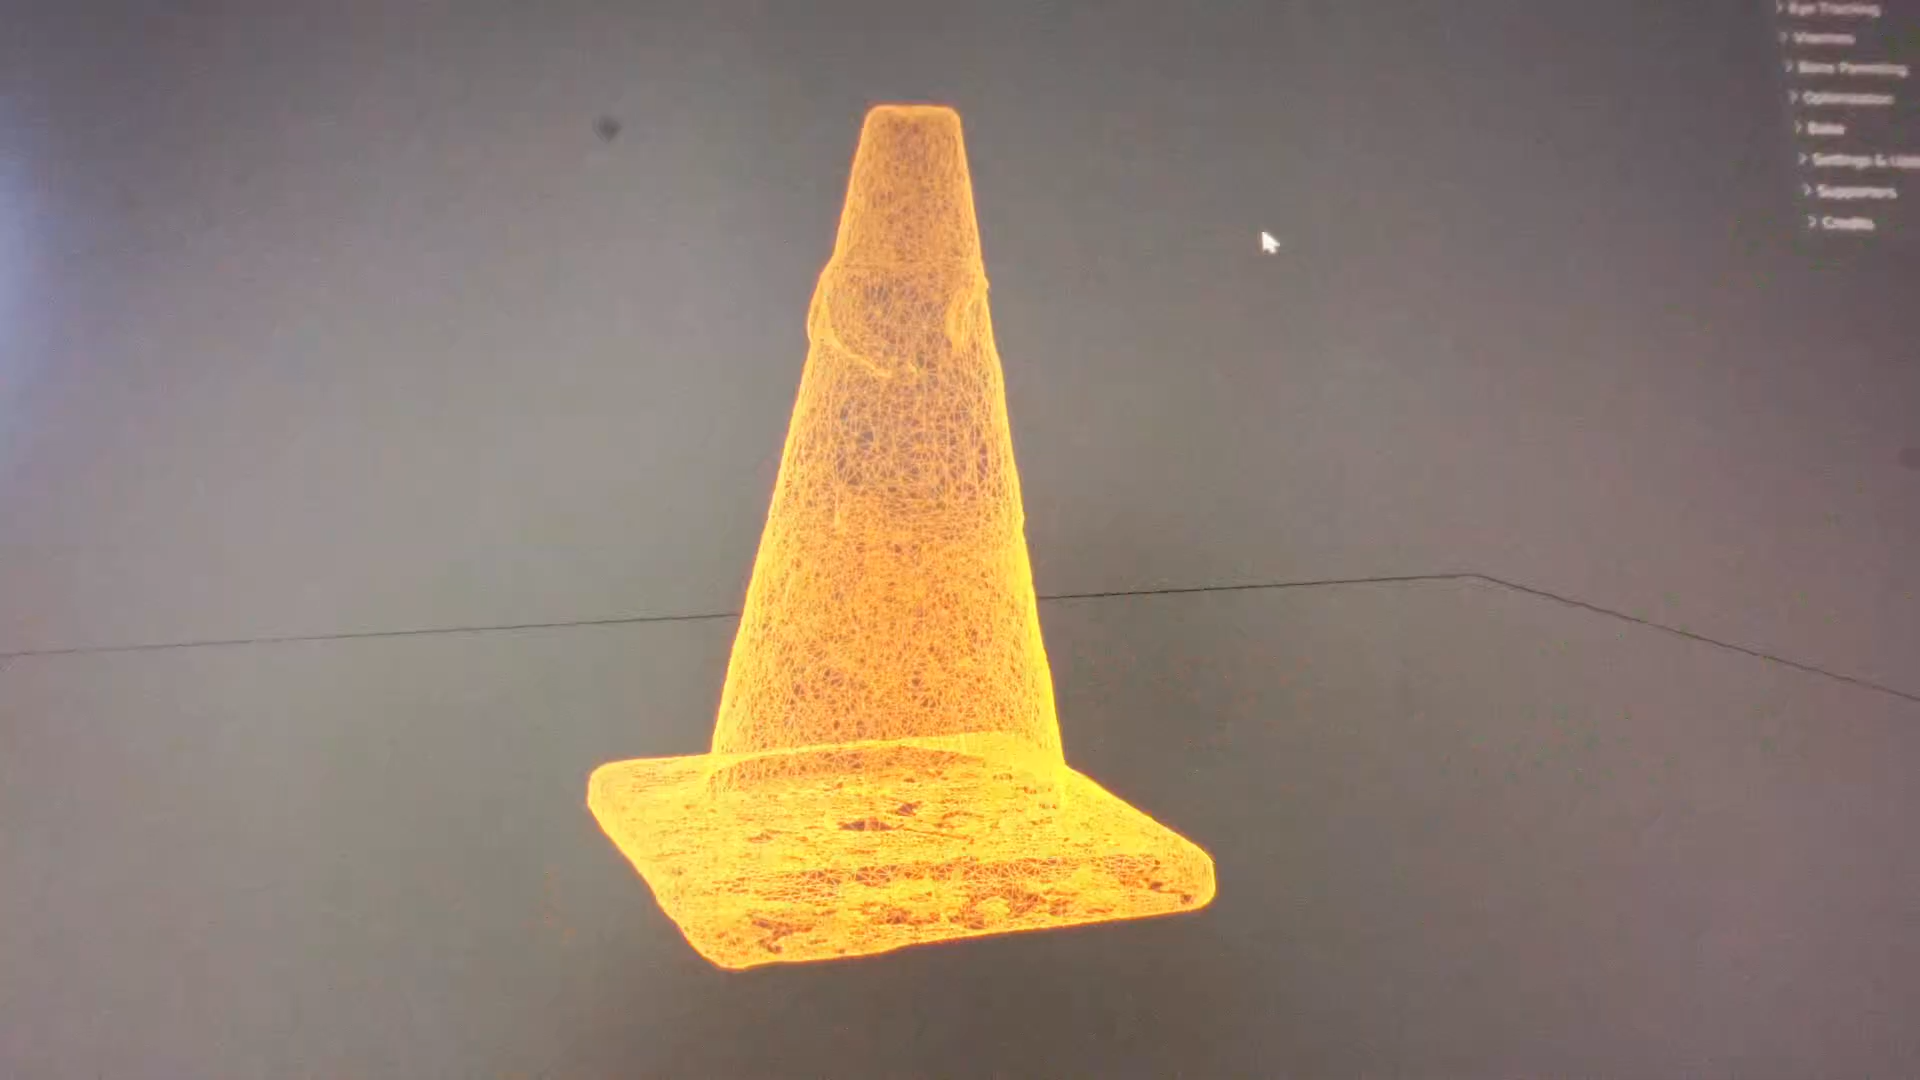 > Eye Tracking
> Visemes
> Bone Parenting
> Optimization
> Bake
> Settings &
> Supporters
> Credits